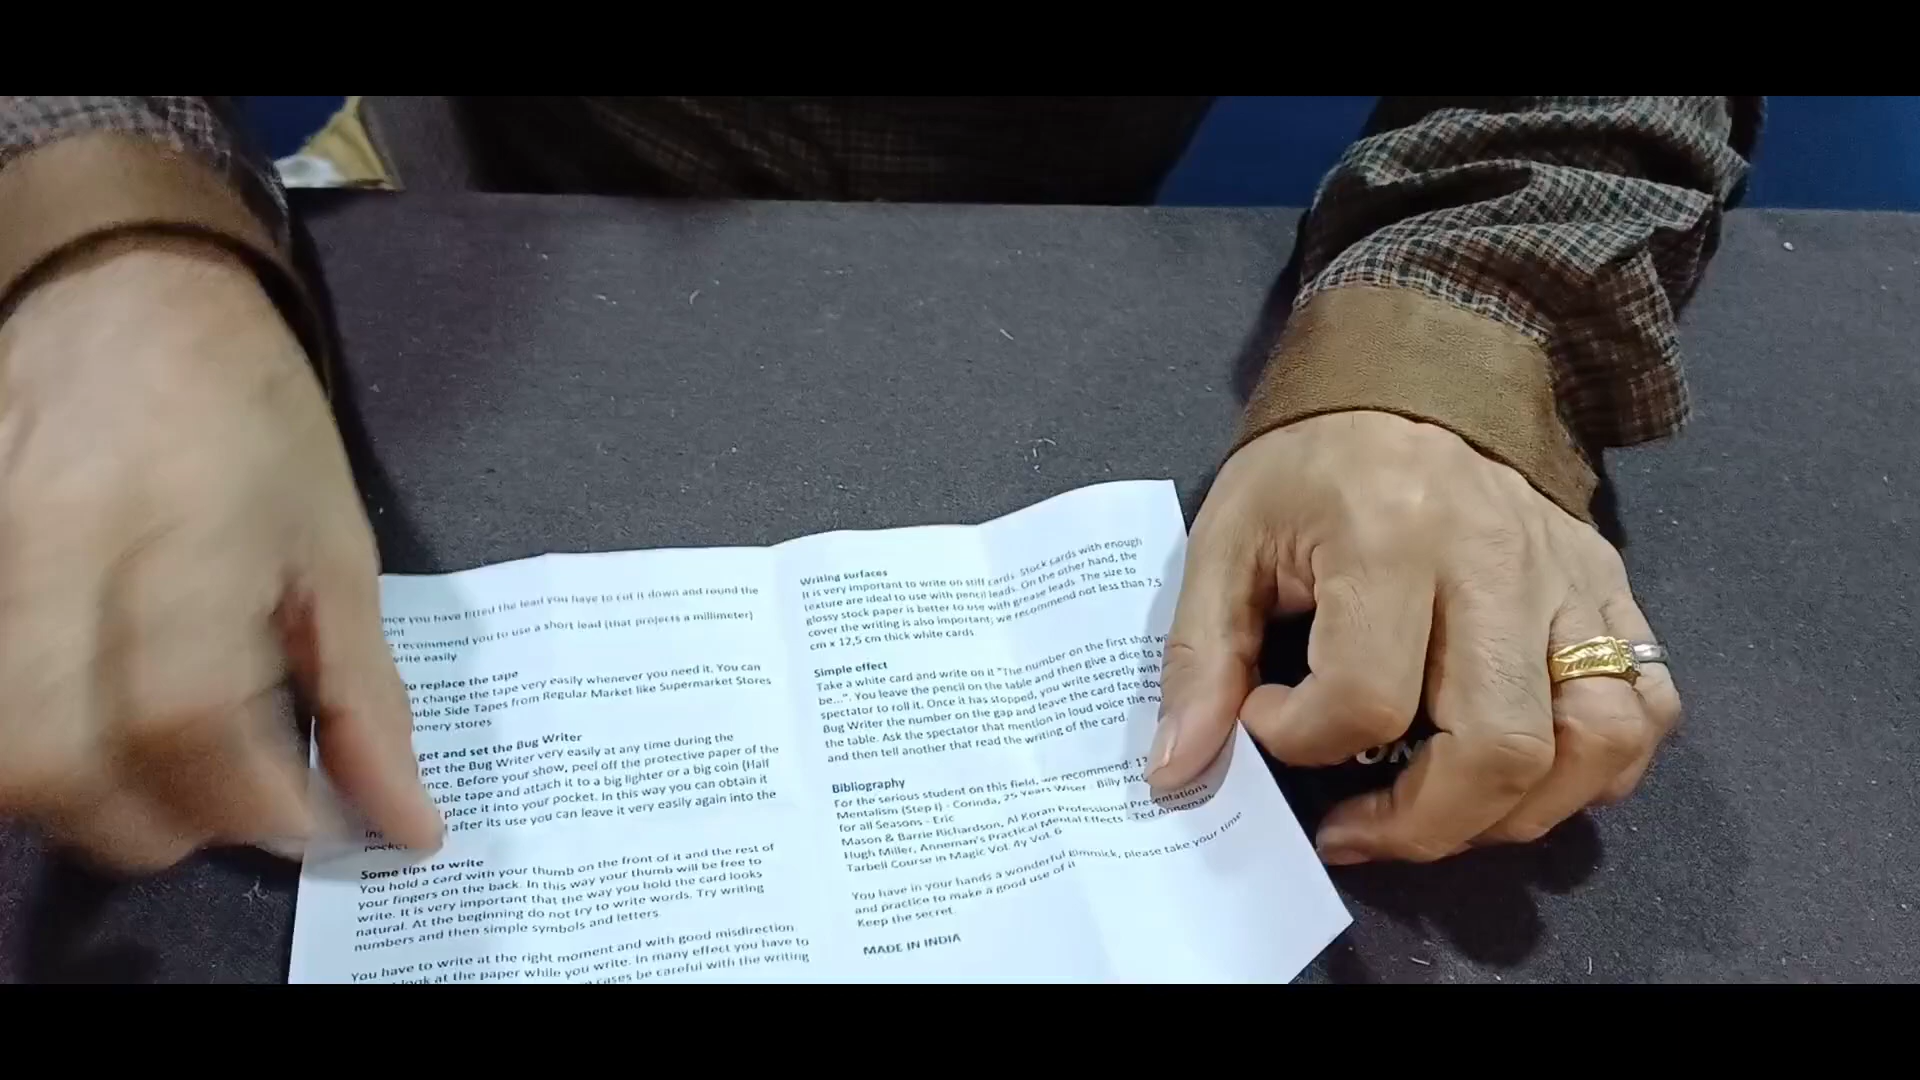 ince you have fitted the lead you have to cut it down and round the
oint
recommend you to use a short lead (that projects a millimeter)
write easily
to replace the tape
n change the tape very easily whenever you need it. You can
uble Side Tapes from Regular Market like Supermarket Stores
ionery stores
get and set the Bug Writer
get the Bug Writer very easily at any time during the
nce. Before your show, peel off the protective paper of the
uble tape and attach it to a big lighter or a big coin (Half
place it into your pocket. In this way you can obtain it
after its use you can leave it very easily again into the
pocket
Some tips to write
You hold a card with your thumb on the front of it and the rest of
your fingers on the back. In this way your thumb will be free to
write. It is very important that the way you hold the card looks
natural. At the beginning do not try to write words. Try writing
numbers and then simple symbols and letters.
You have to write at the right moment and with good misdirection.
look at the paper while you write. In many effect you have to
cases be careful with the writing
Writing surfaces
It is very important to write on stiff cards. Stock cards with enough
texture are ideal to use with pencil leads. On the other hand, the
glossy stock paper is better to use with grease leads. The size to
cover the writing is also important; we recommend not less than 7,5
cm x 12,5 cm thick white cards
Simple effect
Take a white card and write on it "The number on the first shot w
be...". You leave the pencil on the table and then give a dice to a
spectator to roll it. Once it has stopped, you write secretly with
Bug Writer the number on the gap and leave the card face dow
the table. Ask the spectator that mention in loud voice the nu
and then tell another that read the writing of the card.
Bibliography
For the serious student on this field, we recommend: 13
Mentalism (Step I) - Corinda, 25 Years Wiser - Billy McC
for all Seasons - Eric
Mason & Barrie Richardson, Al Koran Professional Presentations
Hugh Miller, Anneman's Practical Mental Effects - Ted Annemann
Tarbell Course in Magic Vol. 4y Vol. 6
You have in your hands a wonderful Gimmick, please take your time
and practice to make a good use of it
Keep the secret.
MADE IN INDIA